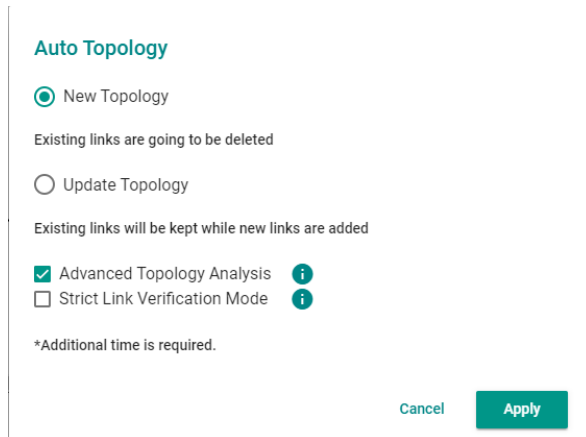 Auto Topology
New Topology
Existing links are going to be deleted
Update Topology
Existing links will be kept while new links are added
Advanced Topology Analysis i
Strict Link Verification Mode i
*Additional time is required.
Cancel Apply